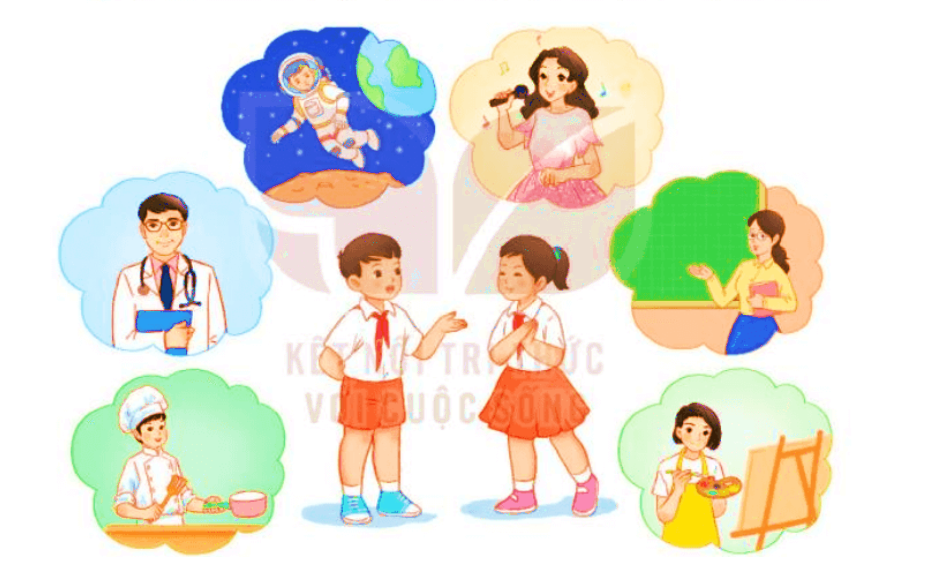 KẾT NỐI TRI THỨC
VỚI CUỘC SỐNG